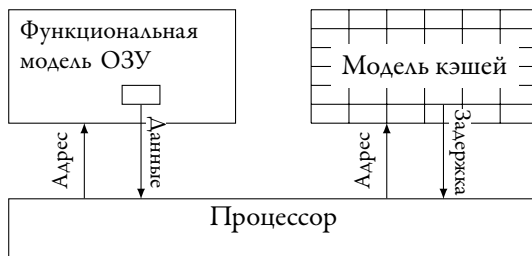 Функциональная
модель ОЗУ
Модель кэшей
Адрес
Данные
Адрес
Задержка
Процессор